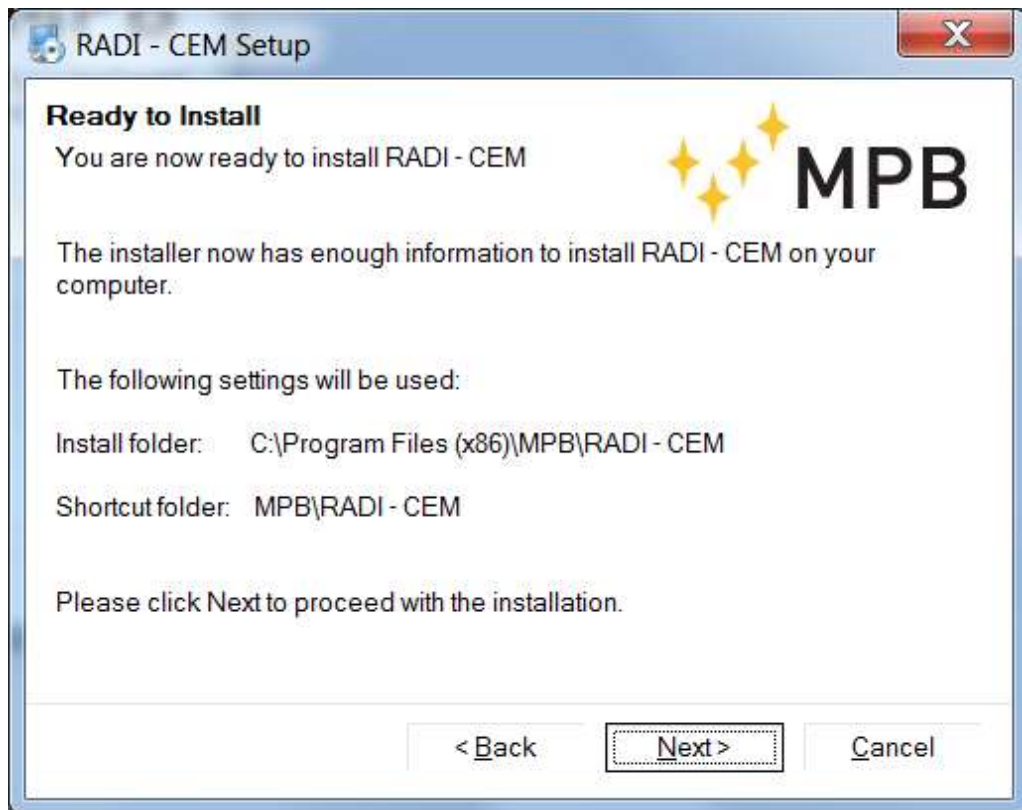 RADI - CEM Setup
Ready to Install
You are now ready to install RADI - CEM
MPB
The installer now has enough information to install RADI - CEM on your
computer.
The following settings will be used:
Install folder: C:\Program Files (x86)\MPB\RADI - CEM
Shortcut folder: MPB\RADI - CEM
Please click Next to proceed with the installation.
< Back Next > Cancel